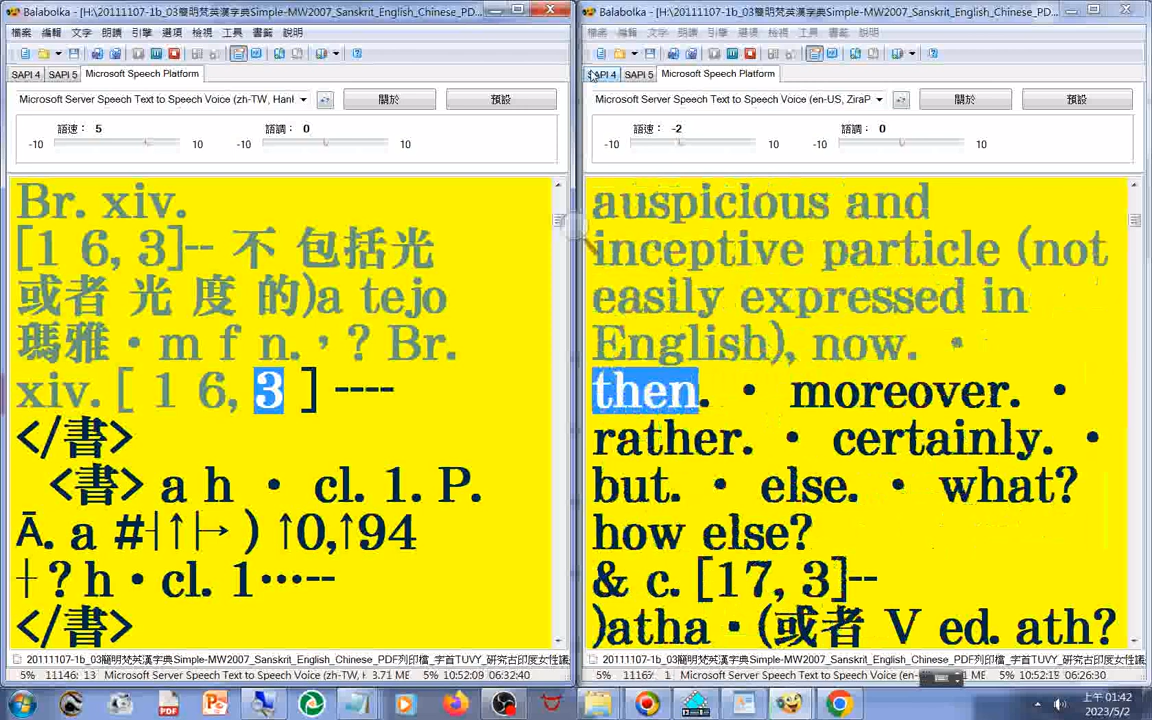 Balabolka - [H:\20111107-1b_03簡明梵英漢字典Simple-MW2007_Sanskrit_English_Chinese_PD...
檔案 編輯 文字 朗讀 引擎 選項 檢視 工具 書籤 說明
SAPI 4 SAPI 5 Microsoft Speech Platform
Microsoft Server Speech Text to Speech Voice (zh-TW, Han
關於 預設
語速： 5 語調： 0
-10 10 -10 10
Br. xiv.
[1 6, 3]-- 不 包括光
或者 光 度 的)a tejo
瑪雅・m f n.，? Br.
xiv. [ 1 6, 3 ] ----
</書>
<書> a h ・ cl. 1. P.
Ā. a #┤↑├→ ) ↑0,↑94
┼ ? h・cl. 1…--
</書>
20111107-1b_03簡明梵英漢字典Simple-MW2007_Sanskrit_English_Chinese_PDF列印檔_字首TUVY_研究古印度女性議
5% 11146: 13 Microsoft Server Speech Text to Speech Voice (zh-TW, H 3.71 ME 5% 10:52:09 06:32:40
Balabolka - [H:\20111107-1b_03簡明梵英漢字典Simple-MW2007_Sanskrit_English_Chinese_PDF...
檔案 編輯 文字 朗讀 引擎 選項 檢視 工具 書籤 說明
SAPI 4 SAPI 5 Microsoft Speech Platform
Microsoft Server Speech Text to Speech Voice (en-US, ZiraP
關於 預設
語速： -2 語調： 0
-10 10 -10 10
auspicious and
inceptive particle (not
easily expressed in
English), now. ・
then. ・ moreover. ・
rather. ・ certainly. ・
but. ・ else. ・ what?
how else?
& c. [17, 3]--
)atha・(或者 V ed. ath?
20111107-1b_03簡明梵英漢字典Simple-MW2007_Sanskrit_English_Chinese_PDF列印檔_字首TUVY_研究古印度女性議
5% Microsoft Server Speech Text to Speech Voice 5% 10:52:19 06:26:30
上午 01:42
2023/5/2